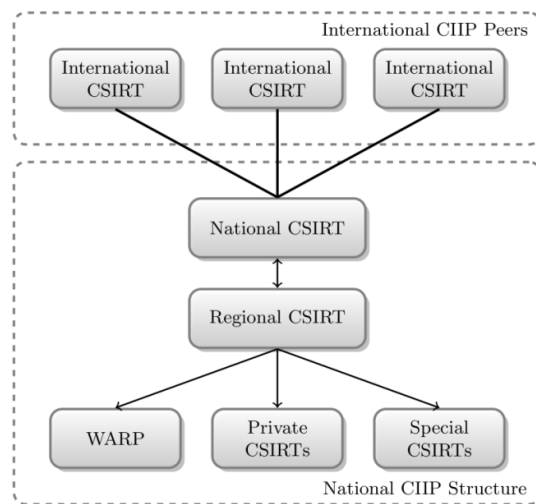 International CIIP Peers
International
CSIRT
International
CSIRT
International
CSIRT
National CSIRT
Regional CSIRT
WARP
Private
CSIRTs
Special
CSIRTs
National CIIP Structure